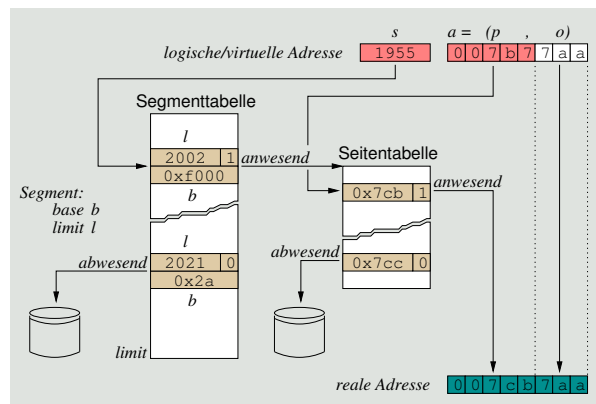 s a = (p , o)
logische/virtuelle Adresse 1955 0 0 7 b 7 7 a a
Segmenttabelle
l
2002 1 anwesend
Seitentabelle
0xf000
anwesend
0x7cb 1
Segment:
b
base b
limit l
l
abwesend
2021 0
0x7cc 0
abwesend
0x2a
b
limit
reale Adresse 0 0 7 c b 7 a a